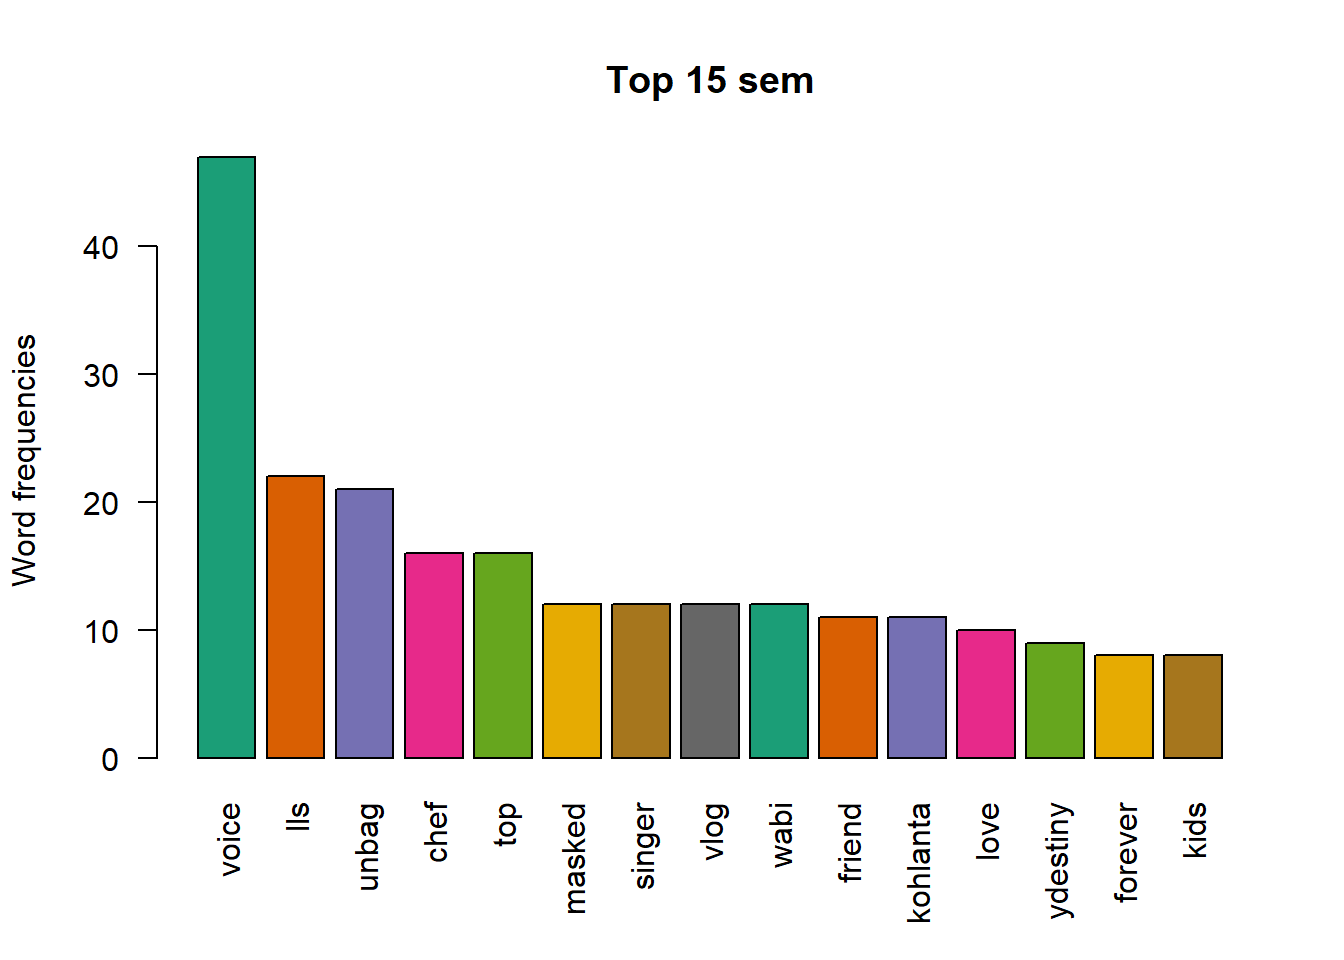 Top 15 sem
Word frequencies
40
30
20
10
0
voice
lls
unbag
chef
top
masked
singer
vlog
wabi
friend
kohlanta
love
ydestiny
forever
kids